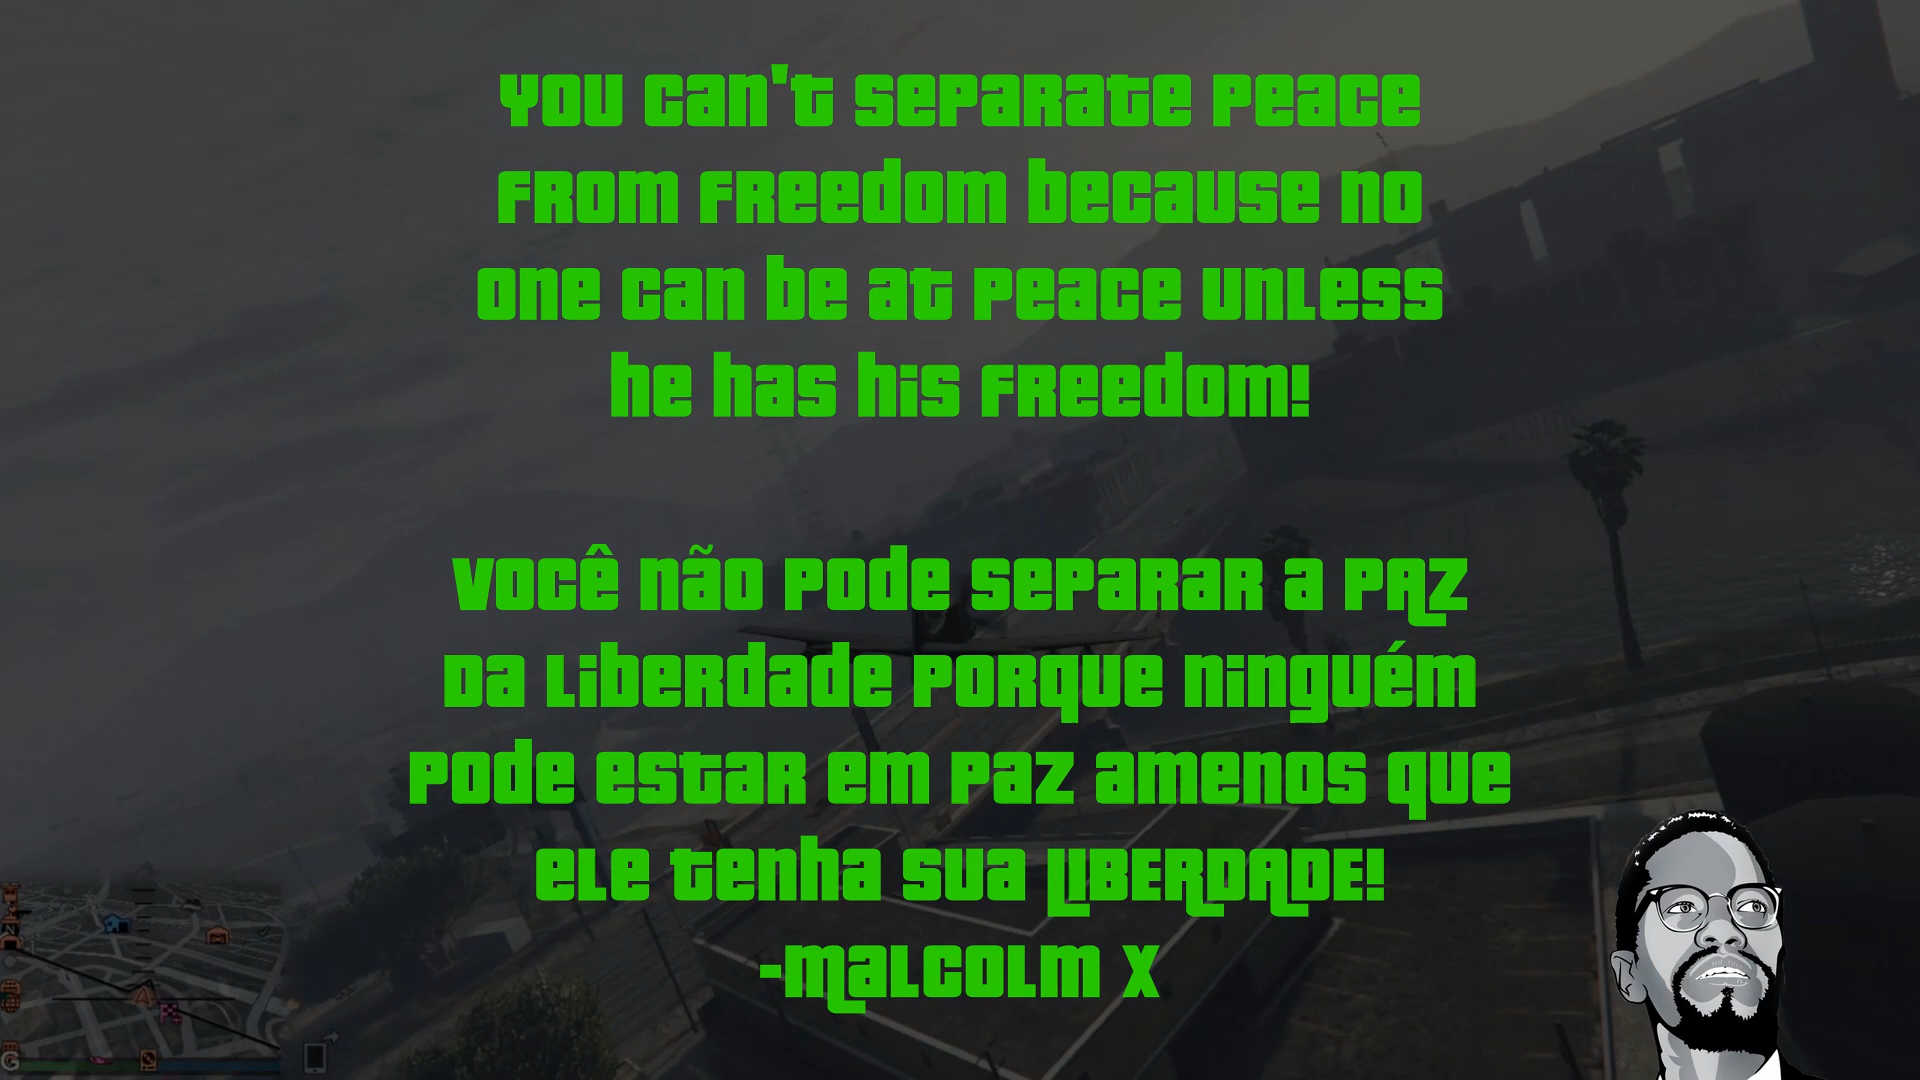 You can't separate peace
from freedom because no
one can be at peace unless
he has his freedom!
Você não pode separar a paz
da liberdade porque ninguém
pode estar em paz amenos que
ele tenha sua LIBERDADE!
-Malcolm X
G